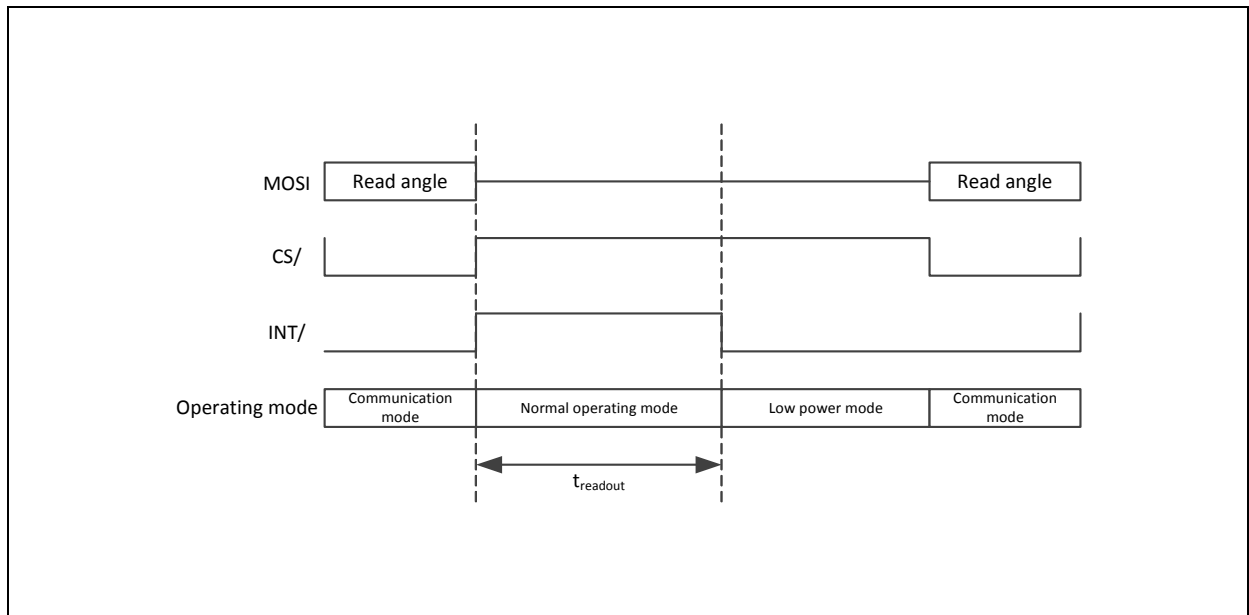 MOSI Read angle Read angle
CS/
INT/
Operating mode Communication mode Normal operating mode Low power mode Communication mode
treadout